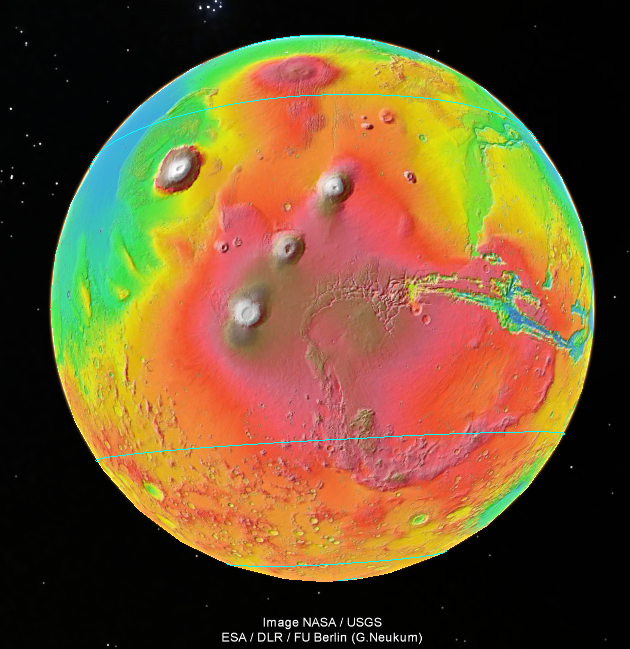 Image NASA / USGS
ESA / DLR / FU Berlin (G.Neukum)